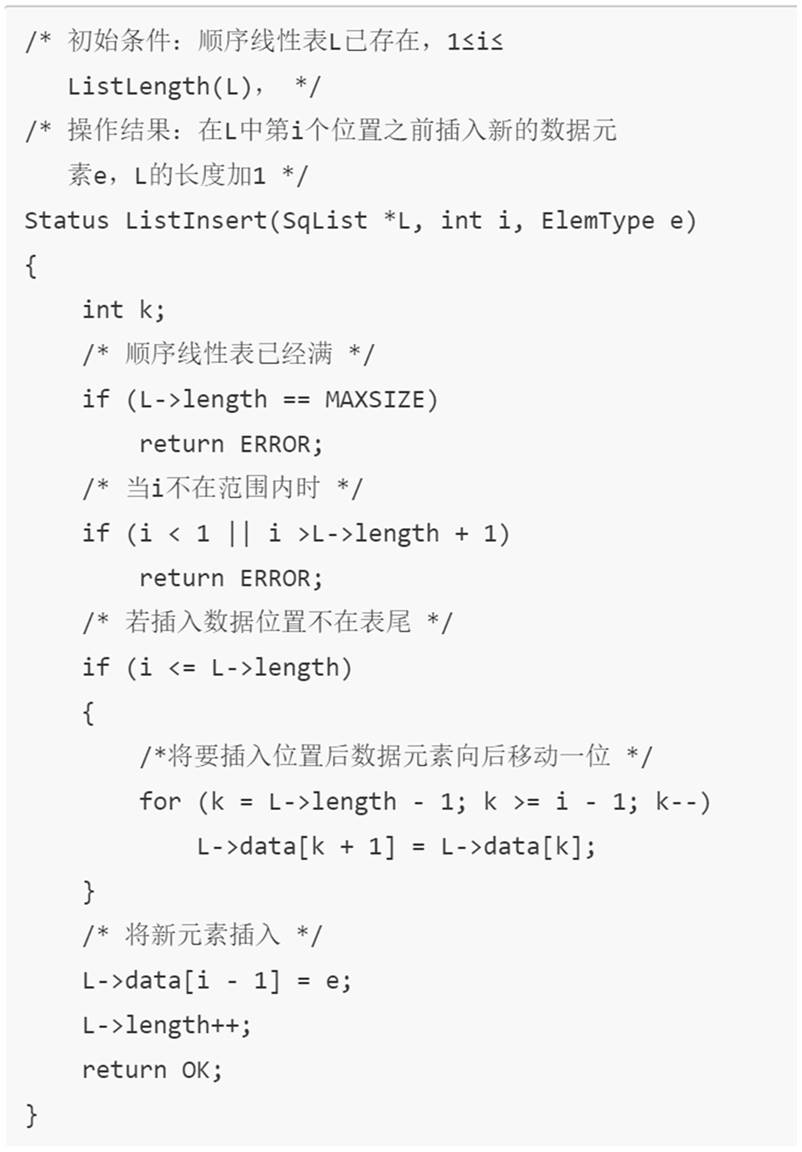 /* 初始条件：顺序线性表L已存在，1≤i≤
ListLength(L)， */
/* 操作结果：在L中第i个位置之前插入新的数据元
素e，L的长度加1 */
Status ListInsert(SqList *L, int i, ElemType e)
{
    int k;
    /* 顺序线性表已经满 */
    if (L->length == MAXSIZE)
        return ERROR;
    /* 当i不在范围内时 */
    if (i < 1 || i >L->length + 1)
        return ERROR;
    /* 若插入数据位置不在表尾 */
    if (i <= L->length)
    {
        /*将要插入位置后数据元素向后移动一位 */
        for (k = L->length - 1; k >= i - 1; k--)
            L->data[k + 1] = L->data[k];
    }
    /* 将新元素插入 */
    L->data[i - 1] = e;
    L->length++;
    return OK;
}